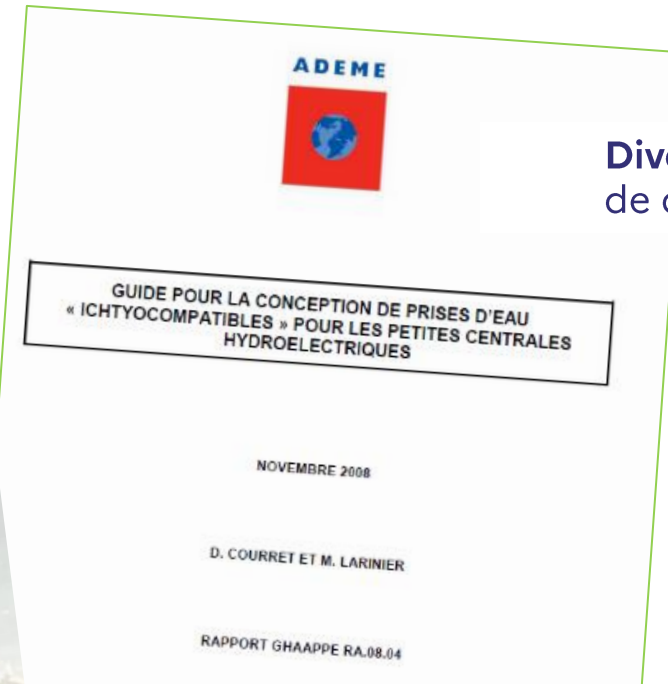 ADEME
de
GUIDE POUR LA CONCEPTION DE PRISES D'EAU
« ICHTYOCOMPATIBLES » POUR LES PETITES CENTRALES
HYDROELECTRIQUES
NOVEMBRE 2008
D. COURRET ET M. LARINIER
RAPPORT GHAAPPE RA.08.04